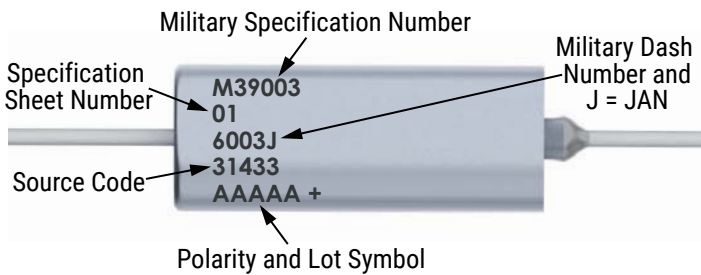 Military Specification Number
Specification
Sheet Number
Military Dash
Number and
J = JAN
M39003
01
6003J
31433
AAAAA +
Source Code
Polarity and Lot Symbol